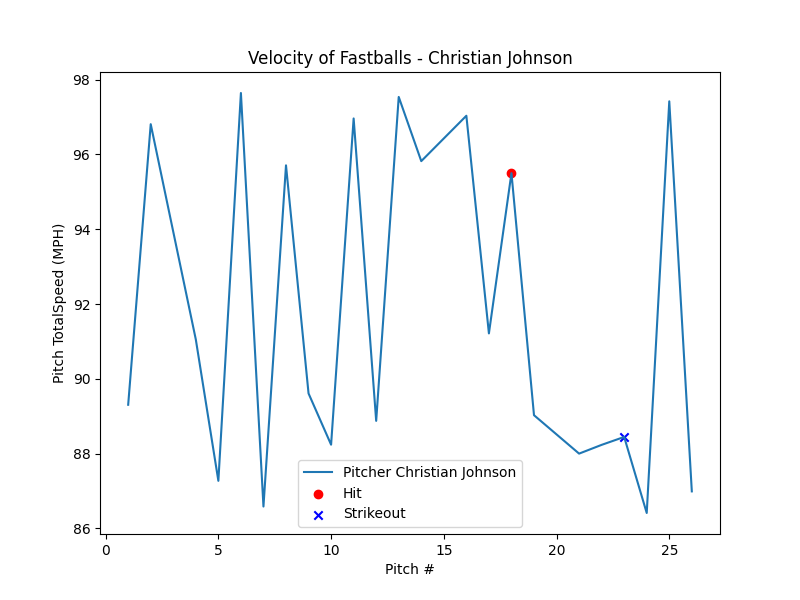 Velocity of Fastballs - Christian Johnson
98
96
94
92
90
88
86
Pitch TotalSpeed (MPH)
Pitcher Christian Johnson
Hit
Strikeout
0 5 10 15 20 25
Pitch #